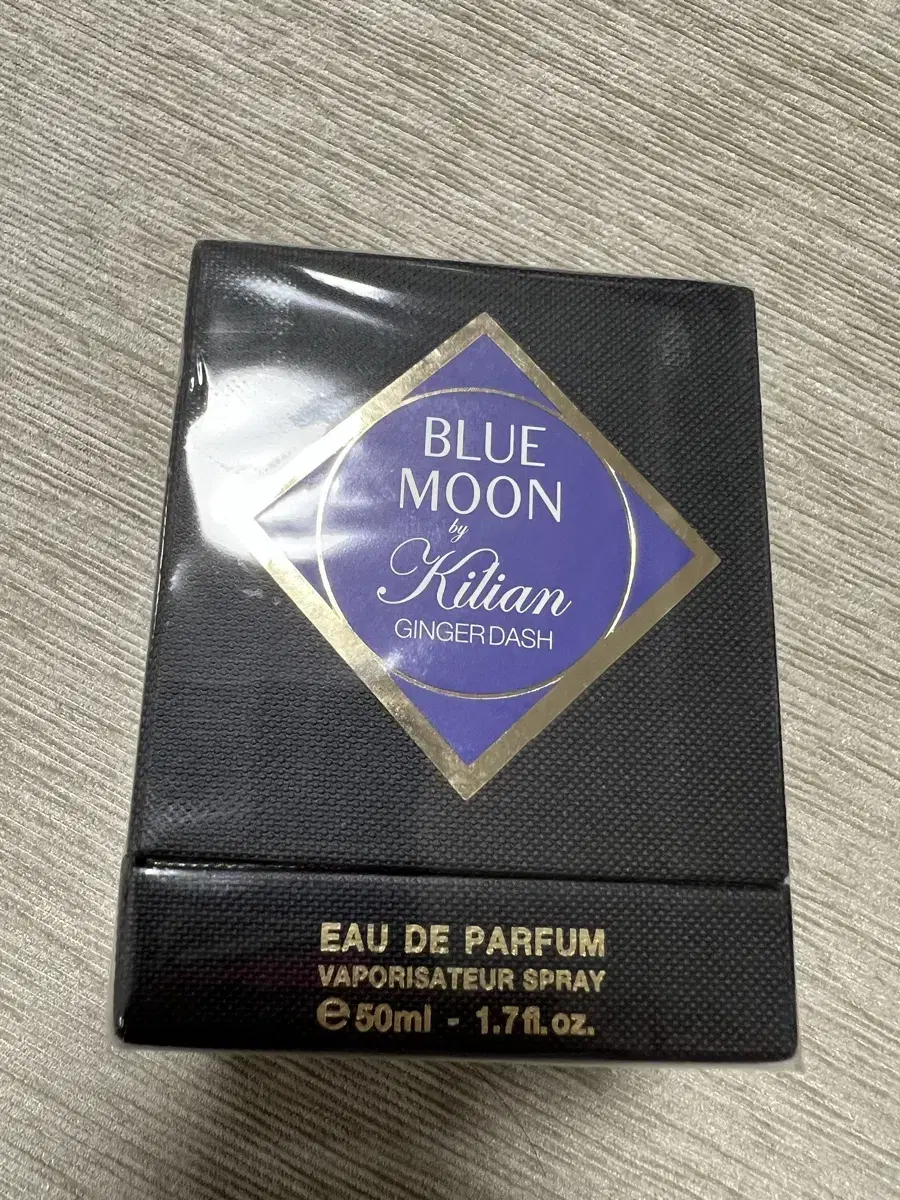 BLUE
MOON
by
Kilian
GINGER DASH
EAU DE PARFUM
VAPORISATEUR SPRAY
℮ 50ml - 1.7 fl. oz.